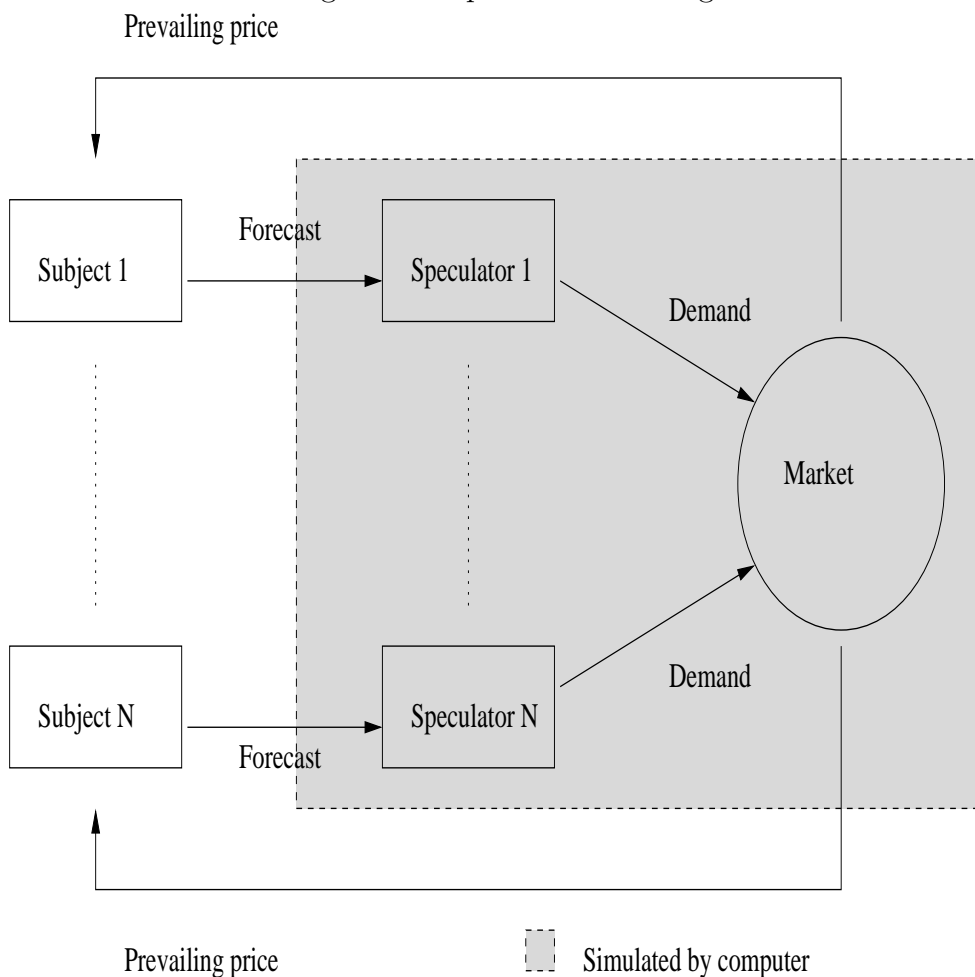 Prevailing price
Forecast
Subject 1
Speculator 1
Demand
Market
Demand
Subject N
Speculator N
Forecast
Prevailing price
Simulated by computer